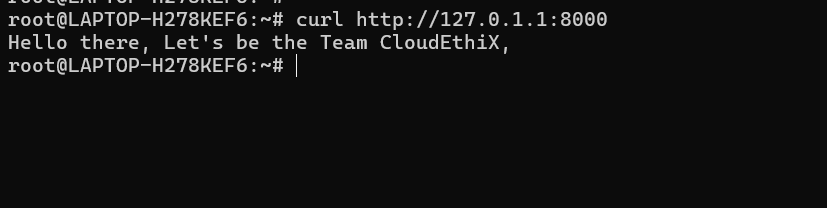 root@LAPTOP-H278KEF6:~# curl http://127.0.1.1:8000
Hello there, Let's be the Team CloudEthiX,
root@LAPTOP-H278KEF6:~#